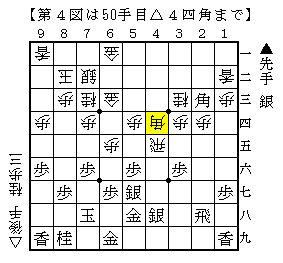 【第４図は50手目△４四角まで】
９ ８ ７ ６ ５ ４ ３ ２ １
香 金 一
玉 銀 香 二
歩 桂 歩 桂 角 歩 三
歩 歩 歩 角 歩 歩 四
歩 飛 五
歩 歩 歩 歩 歩 六
歩 歩 銀 歩 歩 七
玉 金 銀 飛 八
香 桂 金 香 九
▲先手 銀
△後手 桂歩三